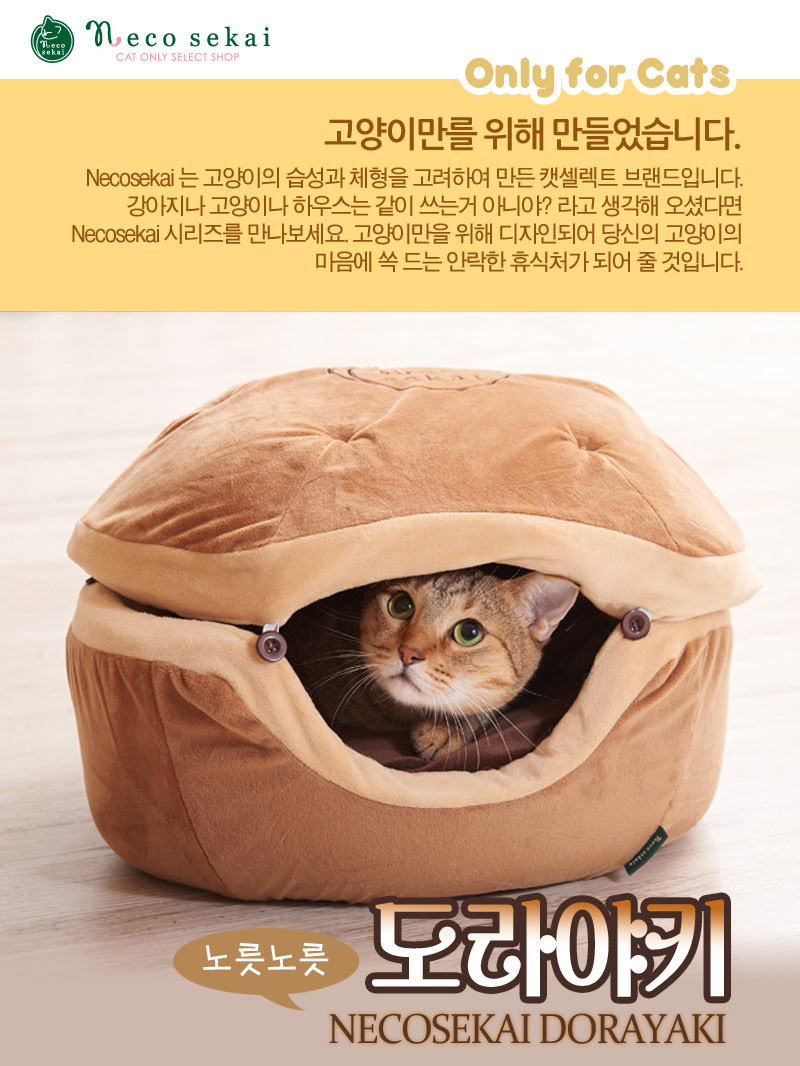 neco
sekai
neco sekai
CAT ONLY SELECT SHOP
Only for Cats
고양이만를 위해 만들었습니다.
Necosekai 는 고양이의 습성과 체형을 고려하여 만든 캣셀렉트 브랜드입니다.
강아지나 고양이나 하우스는 같이 쓰는거 아니야? 라고 생각해 오셨다면
Necosekai 시리즈를 만나보세요. 고양이만을 위해 디자인되어 당신의 고양이의
마음에 쏙 드는 안락한 휴식처가 되어 줄 것입니다.
SEKAI
neco sekai
노릇노릇
도라야키
NECOSEKAI DORAYAKI